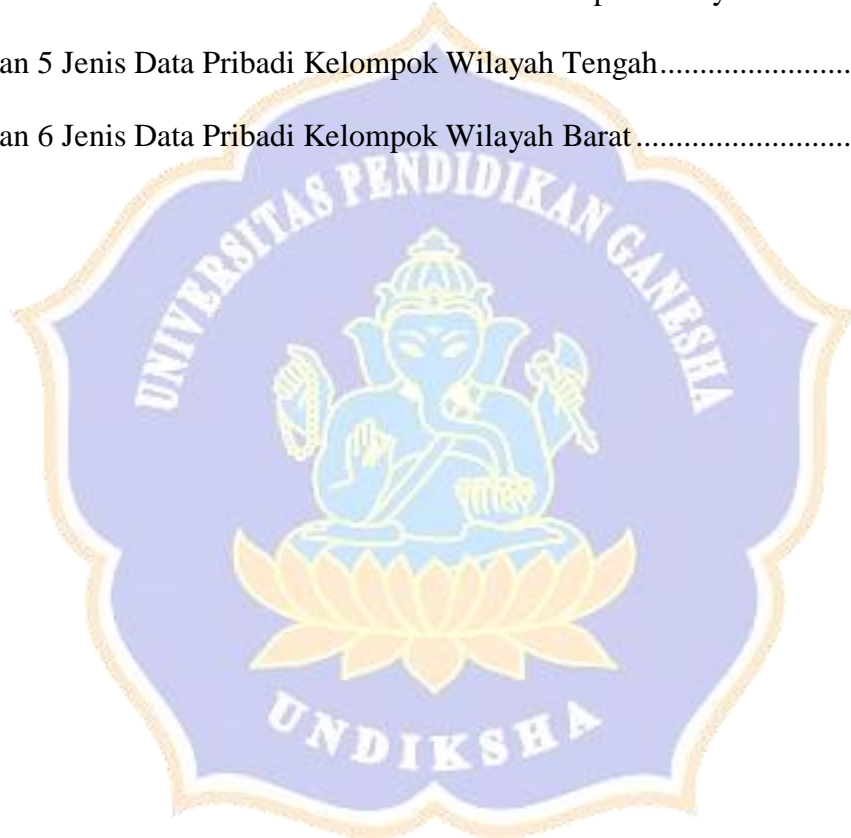 an 5 Jenis Data Pribadi Kelompok Wilayah Tengah........................
an 6 Jenis Data Pribadi Kelompok Wilayah Barat...........................
UNIVERSITAS PENDIDIKAN GANESHA
UNDIKSHA